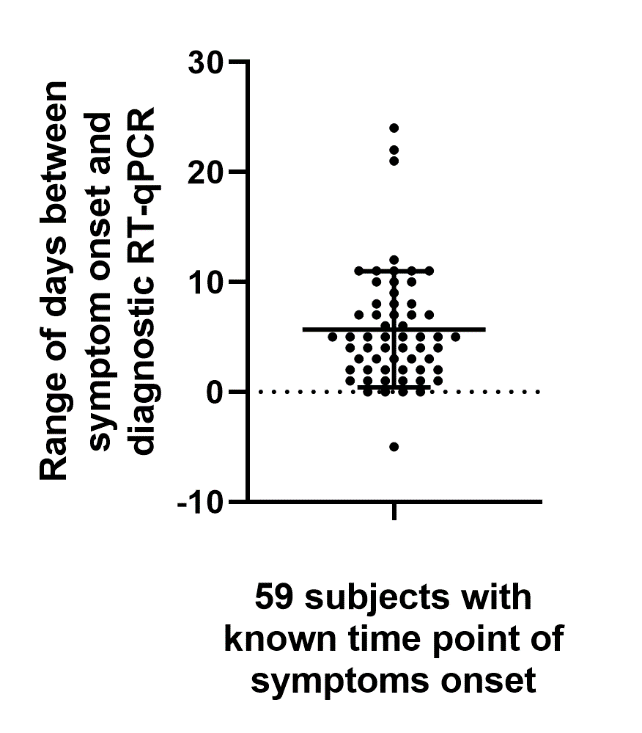 Range of days between
symptom onset and
diagnostic RT-qPCR
30
20
10
0
-10
59 subjects with
known time point of
symptoms onset